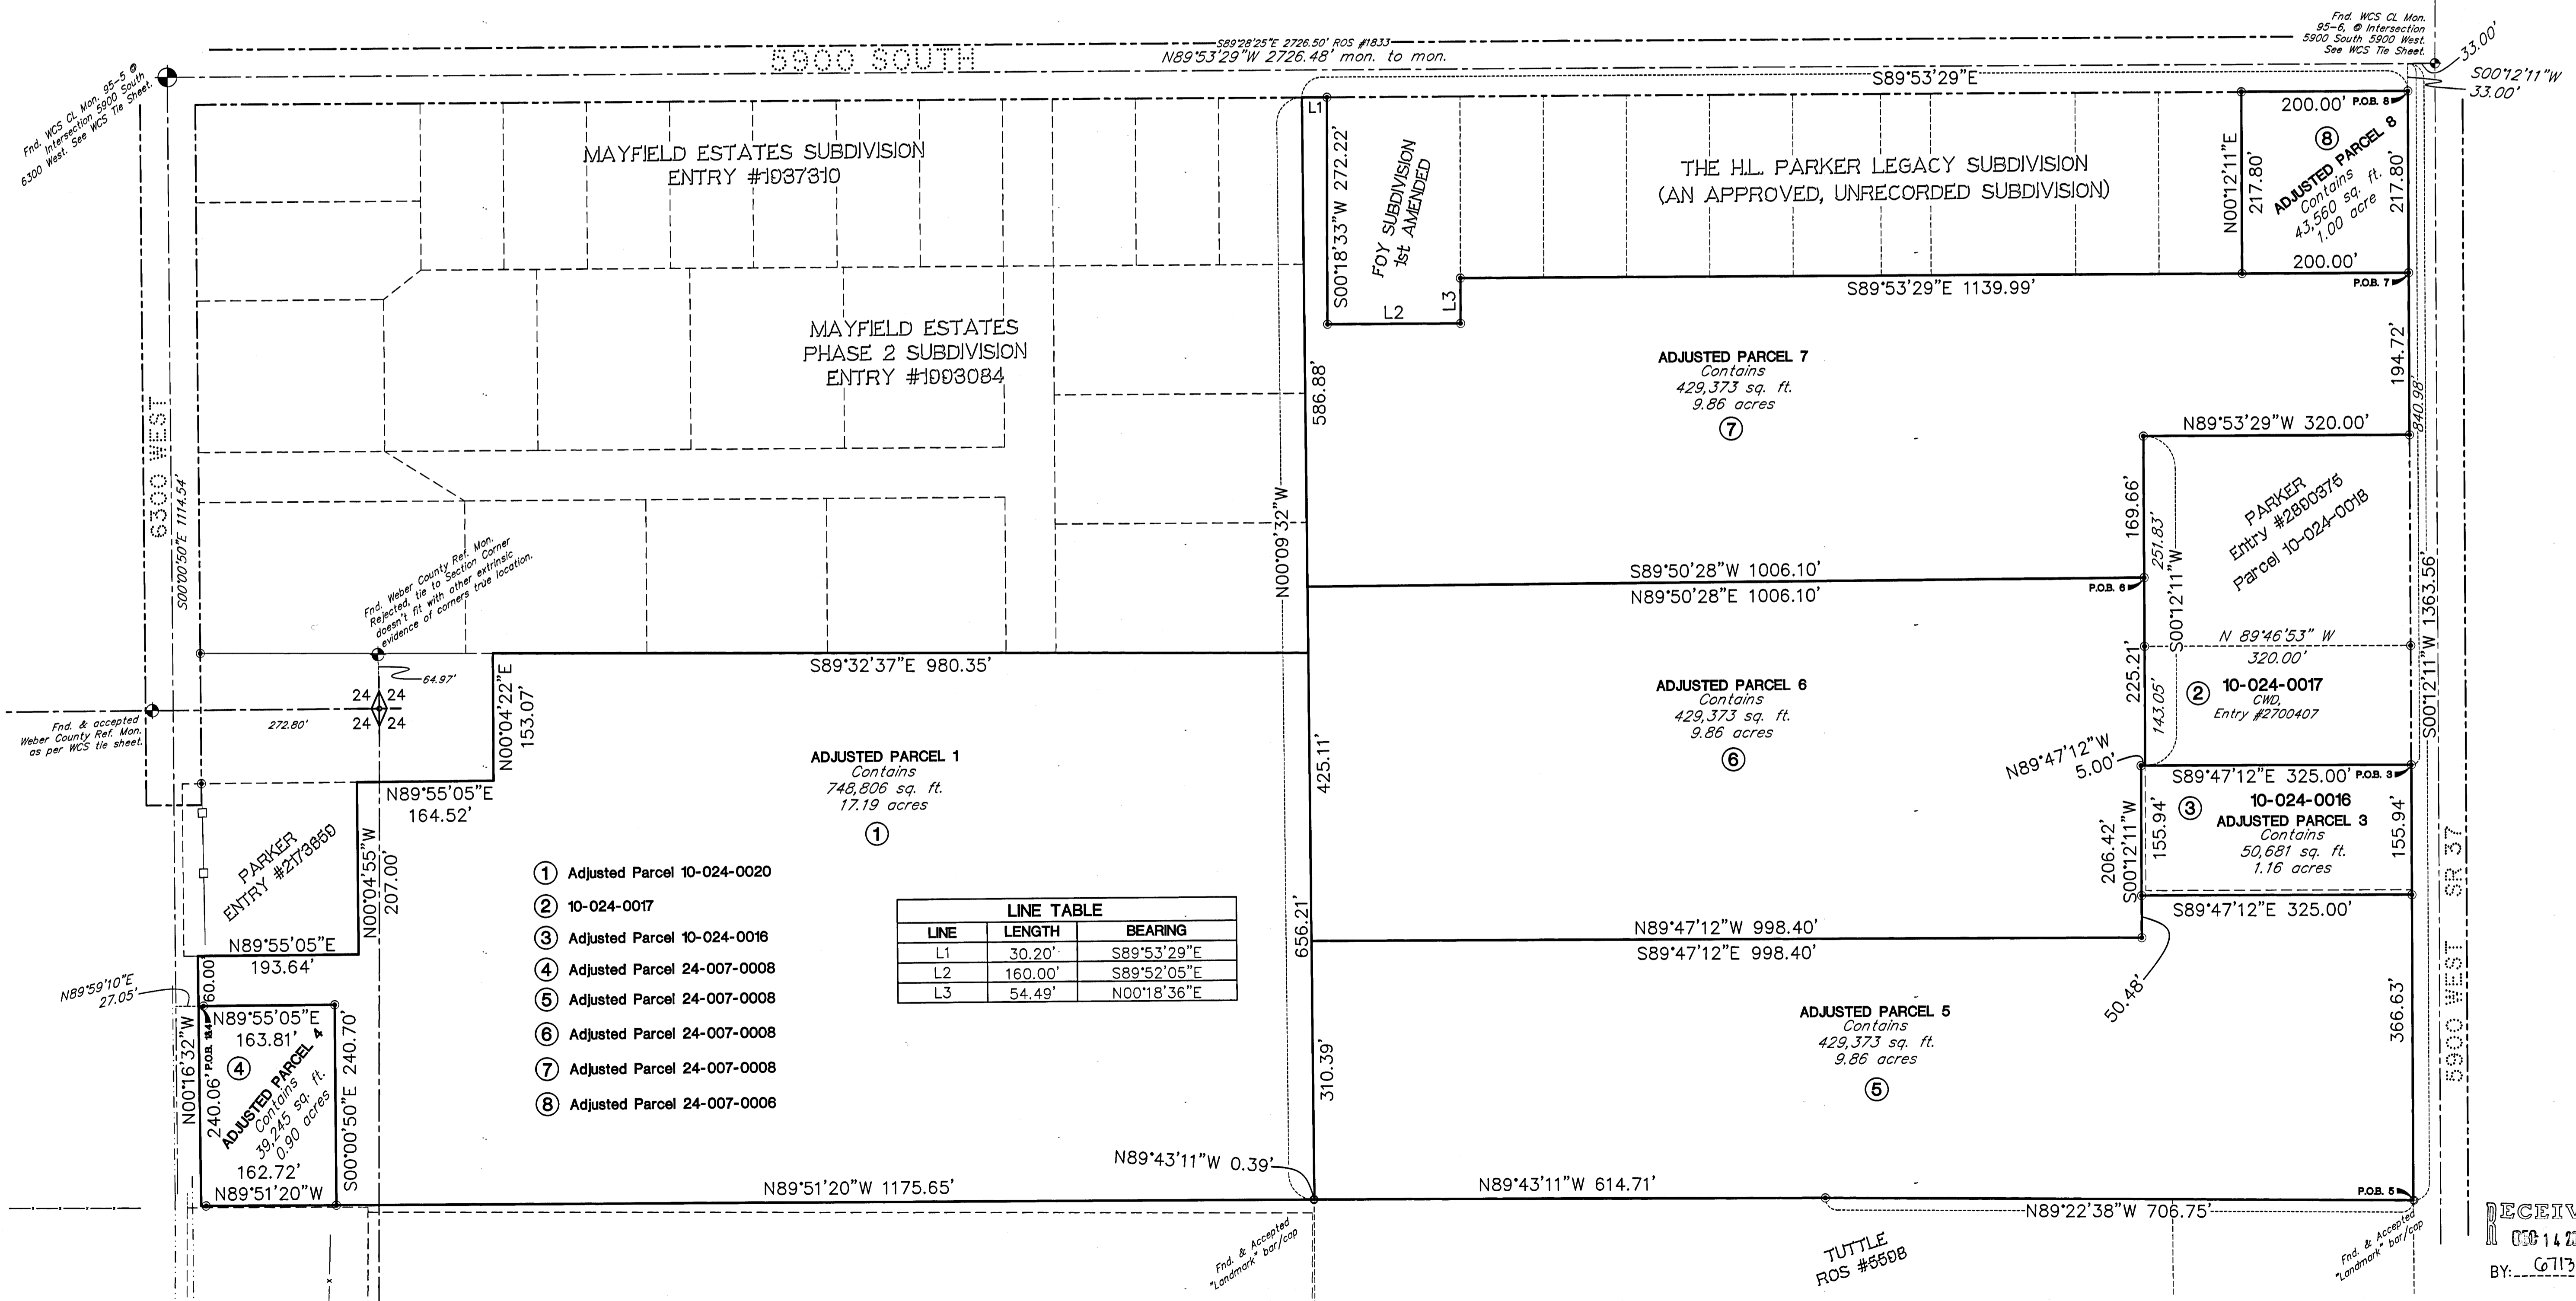 Fnd. WCS CL Mon. 95-5 @
Intersection 5900 South
6300 West. See WCS Tie Sheet.
5900 SOUTH
S89°28'25"E 2726.50' ROS #1833
N89°53'29"W 2726.48' mon. to mon.
Fnd. WCS CL Mon.
95-6, @ Intersection
5900 South 5900 West.
See WCS Tie Sheet.
33.00'
S00°12'11"W
33.00'
S89°53'29"E
L1
MAYFIELD ESTATES SUBDIVISION
ENTRY #1937310
S00°18'33"W 272.22'
FOY SUBDIVISION
1st AMENDED
THE H.L. PARKER LEGACY SUBDIVISION
(AN APPROVED, UNRECORDED SUBDIVISION)
200.00'
P.O.B. 8
N00°12'11"E
217.80'
8
ADJUSTED PARCEL 8
Contains
43,560 sq. ft.
1.00 acre
217.80'
200.00'
P.O.B. 7
L2
L3
S89°53'29"E 1139.99'
MAYFIELD ESTATES
PHASE 2 SUBDIVISION
ENTRY #1993084
586.88'
ADJUSTED PARCEL 7
Contains
429,373 sq. ft.
9.86 acres
7
194.72'
840.98'
N89°53'29"W 320.00'
6300 WEST
S00°00'50"E 1114.54'
N00°09'32"W
169.66'
251.83'
S00°12'11"W
PARKER
Entry #2890375
Parcel 10-024-0018
Fnd. Weber County Ref. Mon.
Rejected, tie to Section Corner
doesn't fit with other extrinsic
evidence of corners true location.
S89°50'28"W 1006.10'
N89°50'28"E 1006.10'
P.O.B. 6
S00°12'11"W 1363.56'
N 89°46'53" W
320.00'
S89°32'37"E 980.35'
64.97'
24 24
24 24
272.80'
Fnd. & accepted
Weber County Ref. Mon.
as per WCS tie sheet.
N00°04'22"E
153.07'
ADJUSTED PARCEL 6
Contains
429,373 sq. ft.
9.86 acres
6
225.21'
143.05'
2
10-024-0017
CWD,
Entry #2700407
N89°47'12"W
5.00'
S89°47'12"E 325.00'
P.O.B. 3
ADJUSTED PARCEL 1
Contains
748,806 sq. ft.
17.19 acres
1
425.11'
N89°55'05"E
164.52'
206.42'
S00°12'11"W
155.94'
3
10-024-0016
ADJUSTED PARCEL 3
Contains
50,681 sq. ft.
1.16 acres
155.94'
S89°47'12"E 325.00'
PARKER
ENTRY #2173650
N00°04'55"W
207.00'
1 Adjusted Parcel 10-024-0020
2 10-024-0017
3 Adjusted Parcel 10-024-0016
4 Adjusted Parcel 24-007-0008
5 Adjusted Parcel 24-007-0008
6 Adjusted Parcel 24-007-0008
7 Adjusted Parcel 24-007-0008
8 Adjusted Parcel 24-007-0006
LINE TABLE
LINE LENGTH BEARING
L1 30.20' S89°53'29"E
L2 160.00' S89°52'05"E
L3 54.49' N00°18'36"E
656.21'
N89°47'12"W 998.40'
S89°47'12"E 998.40'
50.48'
N89°55'05"E
193.64'
60.00'
N89°59'10"E
27.05'
N89°55'05"E
163.81'
N00°16'32"W
240.06'
P.O.B. 1&4
4
ADJUSTED PARCEL 4
Contains
39,245 sq. ft.
0.90 acres
S00°00'50"E 240.70'
162.72'
N89°51'20"W
310.39'
ADJUSTED PARCEL 5
Contains
429,373 sq. ft.
9.86 acres
5
366.63'
5900 WEST SR 37
N89°43'11"W 0.39'
N89°51'20"W 1175.65'
N89°43'11"W 614.71'
P.O.B. 5
N89°22'38"W 706.75'
Fnd. & Accepted
"Landmark" bar/cap
TUTTLE
ROS #5598
Fnd. & Accepted
"Landmark" bar/cap
RECEIV
DEC 14
BY: 6713